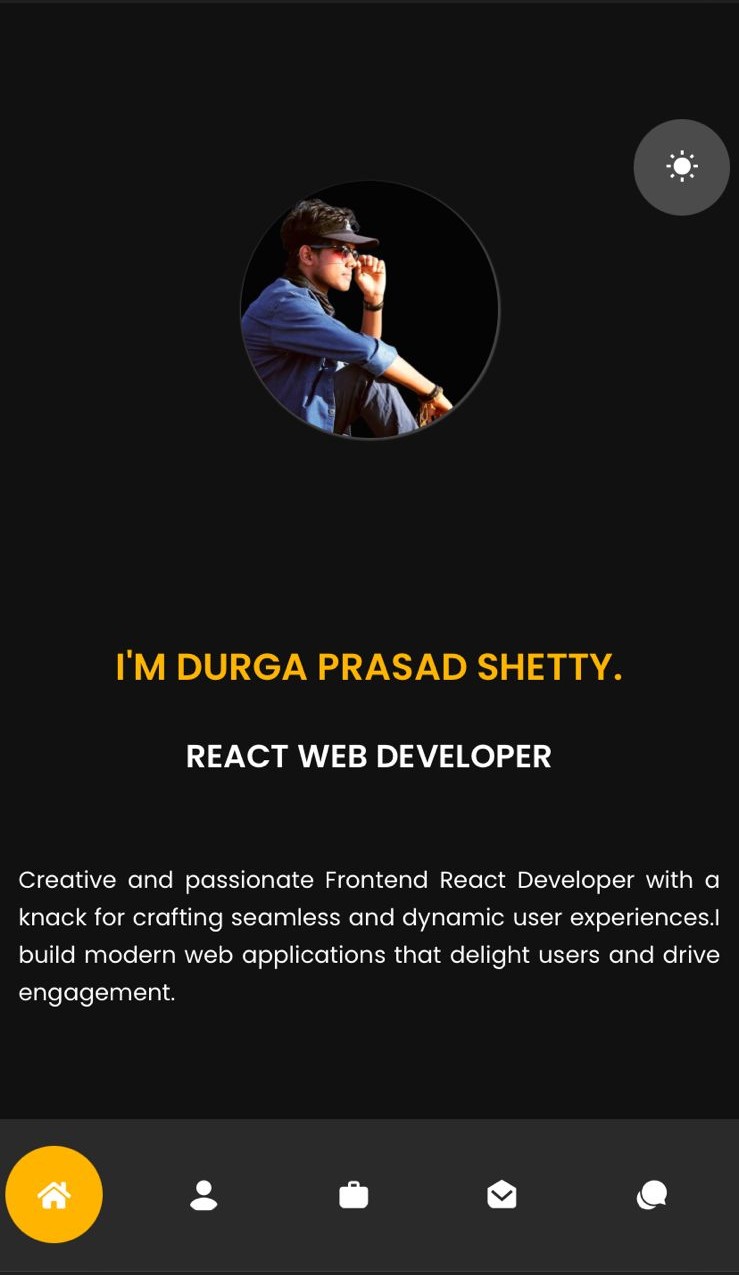 I'M DURGA PRASAD SHETTY.
REACT WEB DEVELOPER
Creative and passionate Frontend React Developer with a
knack for crafting seamless and dynamic user experiences.I
build modern web applications that delight users and drive
engagement.